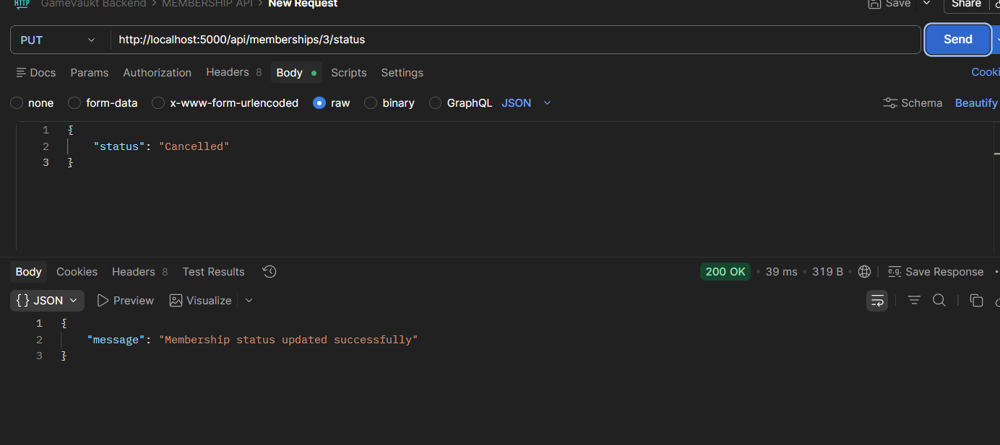 HTTP GameVaukt Backend > MEMBERSHIP API > New Request Save Share
PUT http://localhost:5000/api/memberships/3/status Send
Docs Params Authorization Headers 8 Body Scripts Settings
none form-data x-www-form-urlencoded raw binary GraphQL JSON Schema Beautify
1 {
2 "status": "Cancelled"
3 }
Body Cookies Headers 8 Test Results 200 OK • 39 ms • 319 B • e.g. Save Response
{} JSON Preview Visualize
1 {
2 "message": "Membership status updated successfully"
3 }